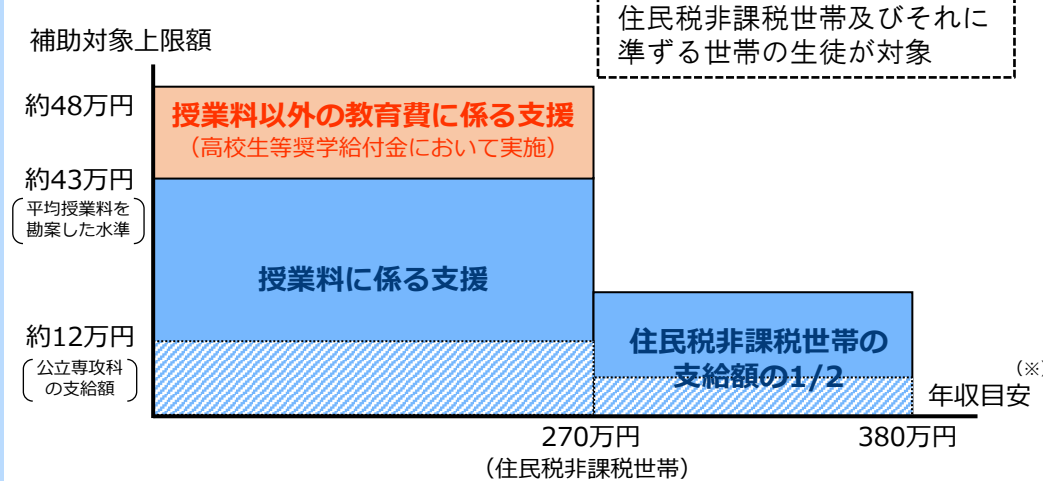 住民税非課税世帯及びそれに
準ずる世帯の生徒が対象
補助対象上限額
約48万円
授業料以外の教育費に係る支援
（高校生等奨学給付金において実施）
約43万円
平均授業料を
勘案した水準
授業料に係る支援
約12万円
公立専攻科
の支給額
住民税非課税世帯の
支給額の1/2
（※）
年収目安
270万円
380万円
（住民税非課税世帯）